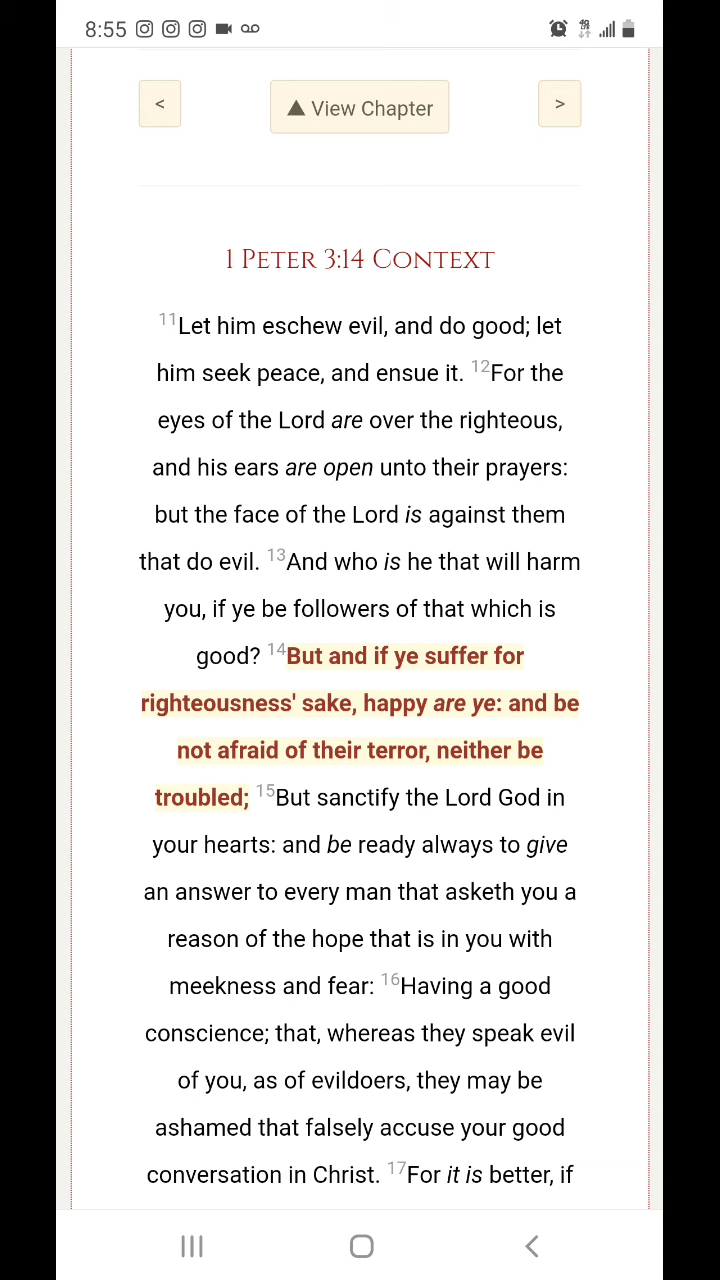 8:55
<
▲ View Chapter
>
1 Peter 3:14 Context
11Let him eschew evil, and do good; let
him seek peace, and ensue it. 12For the
eyes of the Lord are over the righteous,
and his ears are open unto their prayers:
but the face of the Lord is against them
that do evil. 13And who is he that will harm
you, if ye be followers of that which is
good? 14But and if ye suffer for
righteousness' sake, happy are ye: and be
not afraid of their terror, neither be
troubled; 15But sanctify the Lord God in
your hearts: and be ready always to give
an answer to every man that asketh you a
reason of the hope that is in you with
meekness and fear: 16Having a good
conscience; that, whereas they speak evil
of you, as of evildoers, they may be
ashamed that falsely accuse your good
conversation in Christ. 17For it is better, if